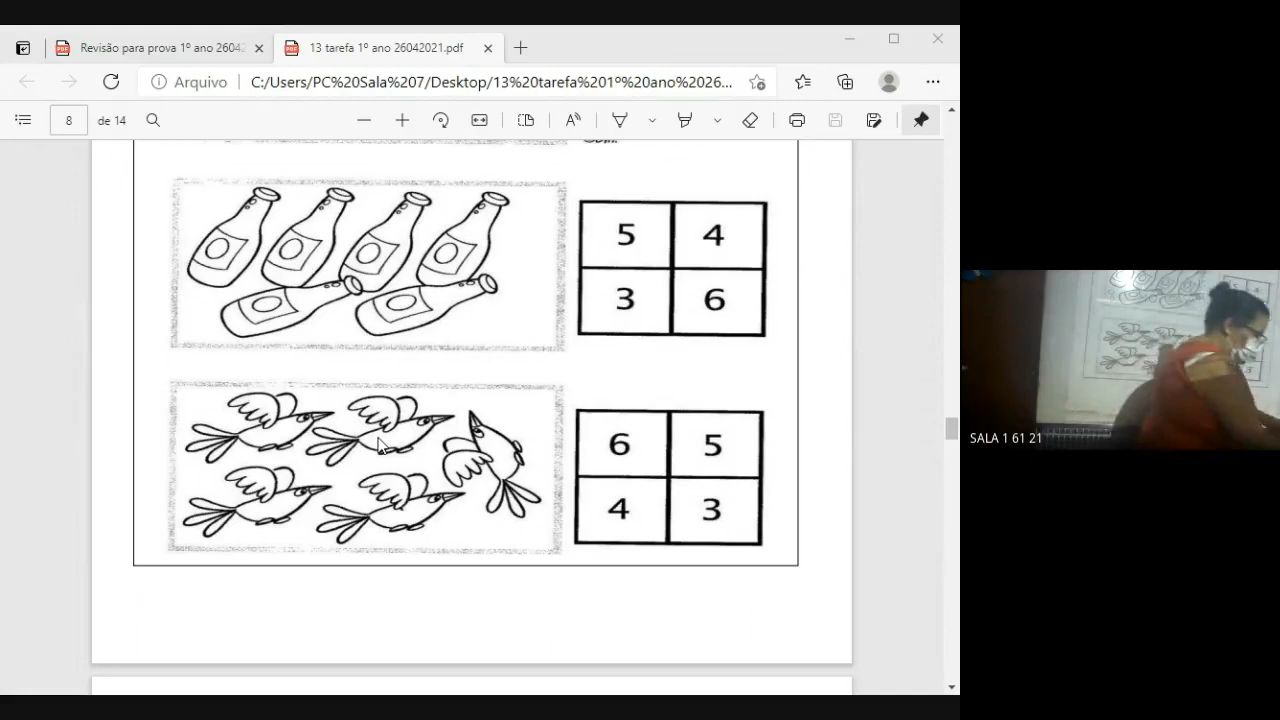 Revisão para prova 1º ano 2604
13 tarefa 1º ano 26042021.pdf
Arquivo
C:/Users/PC%20Sala%207/Desktop/13%20tarefa%201º%20ano%2026...
8
de 14
5 4
3 6
6 5
4 3
SALA 1 61 21